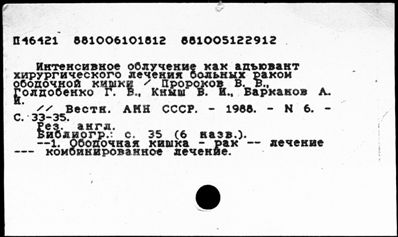 П46421 881006101812 881005122912
Интенсивное облучение как адъювант
хирургического лечения больных раком
ободочной кишки / Пророков В. В.,
Голдобенко Г. В., Кныш В. И., Барканов А.
И.
// Вестн. АМН СССР. - 1988. - N 6. -
С. 33-35.
Рез. англ.
Библиогр.: с. 35 (6 назв.).
--1. Ободочная кишка - рак -- лечение
--- комбинированное лечение.